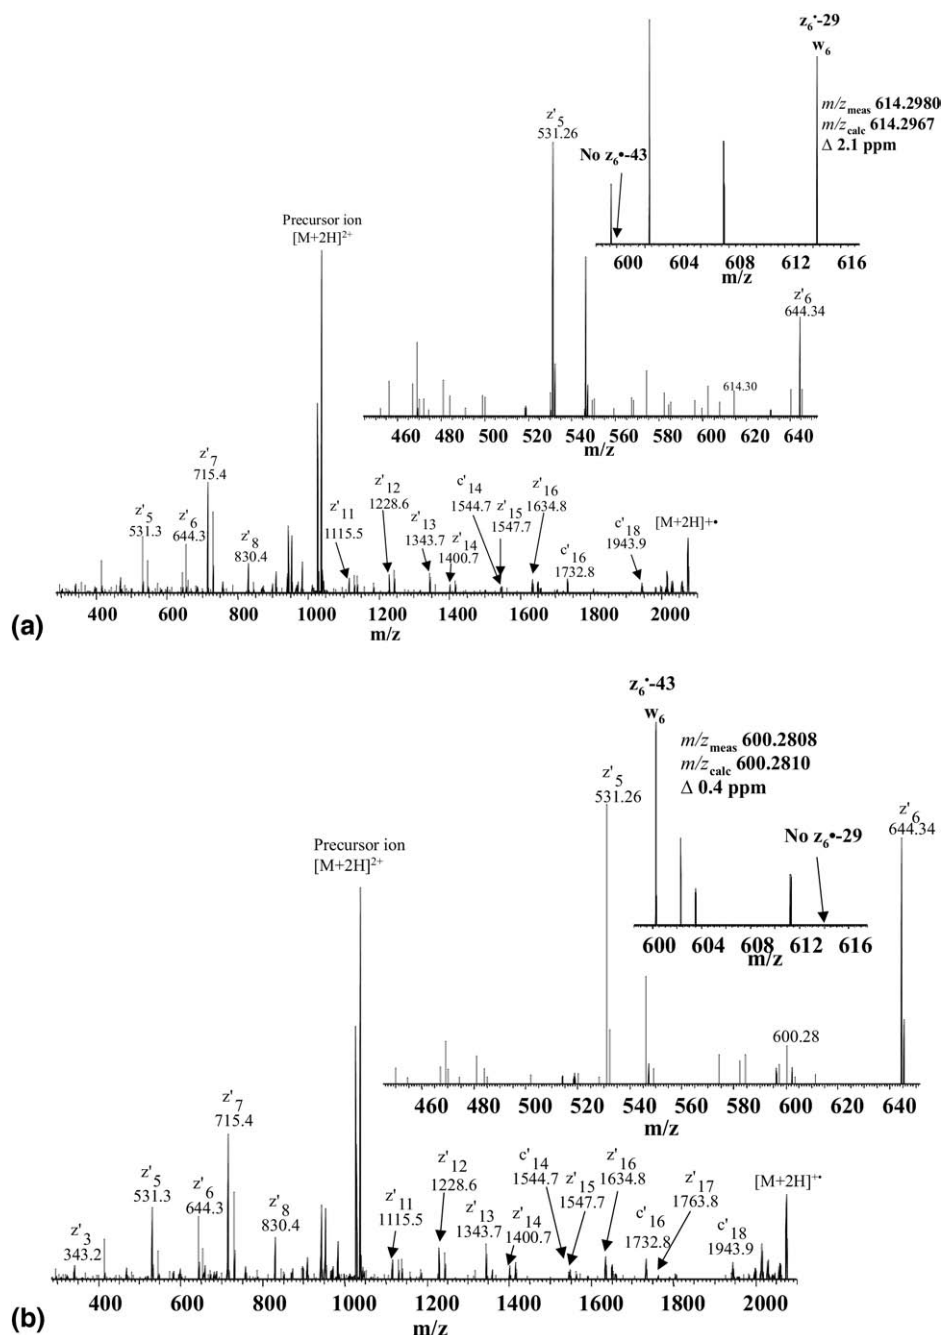 z6•-29
w6
m/zmeas 614.2980
m/zcalc 614.2967
Δ 2.1 ppm
No z6•-43
600 604 608 612 616
m/z
z'5
531.26
z'6
644.34
614.30
460 480 500 520 540 560 580 600 620 640
m/z
Precursor ion
[M+2H]2+
z'5
531.3
z'6
644.3
z'7
715.4
z'8
830.4
z'11
1115.5
z'12
1228.6
z'13
1343.7
z'14
1400.7
c'14
1544.7
z'15
1547.7
z'16
1634.8
c'16
1732.8
c'18
1943.9
[M+2H]+•
400 600 800 1000 1200 1400 1600 1800 2000
m/z
(a)
z6•-43
w6
m/zmeas 600.2808
m/zcalc 600.2810
Δ 0.4 ppm
No z6•-29
600 604 608 612 616
m/z
z'5
531.26
z'6
644.34
600.28
460 480 500 520 540 560 580 600 620 640
m/z
Precursor ion
[M+2H]2+
z'3
343.2
z'5
531.3
z'6
644.3
z'7
715.4
z'8
830.4
z'11
1115.5
z'12
1228.6
z'13
1343.7
z'14
1400.7
c'14
1544.7
z'15
1547.7
z'16
1634.8
c'16
1732.8
z'17
1763.8
c'18
1943.9
[M+2H]+•
400 600 800 1000 1200 1400 1600 1800 2000
m/z
(b)